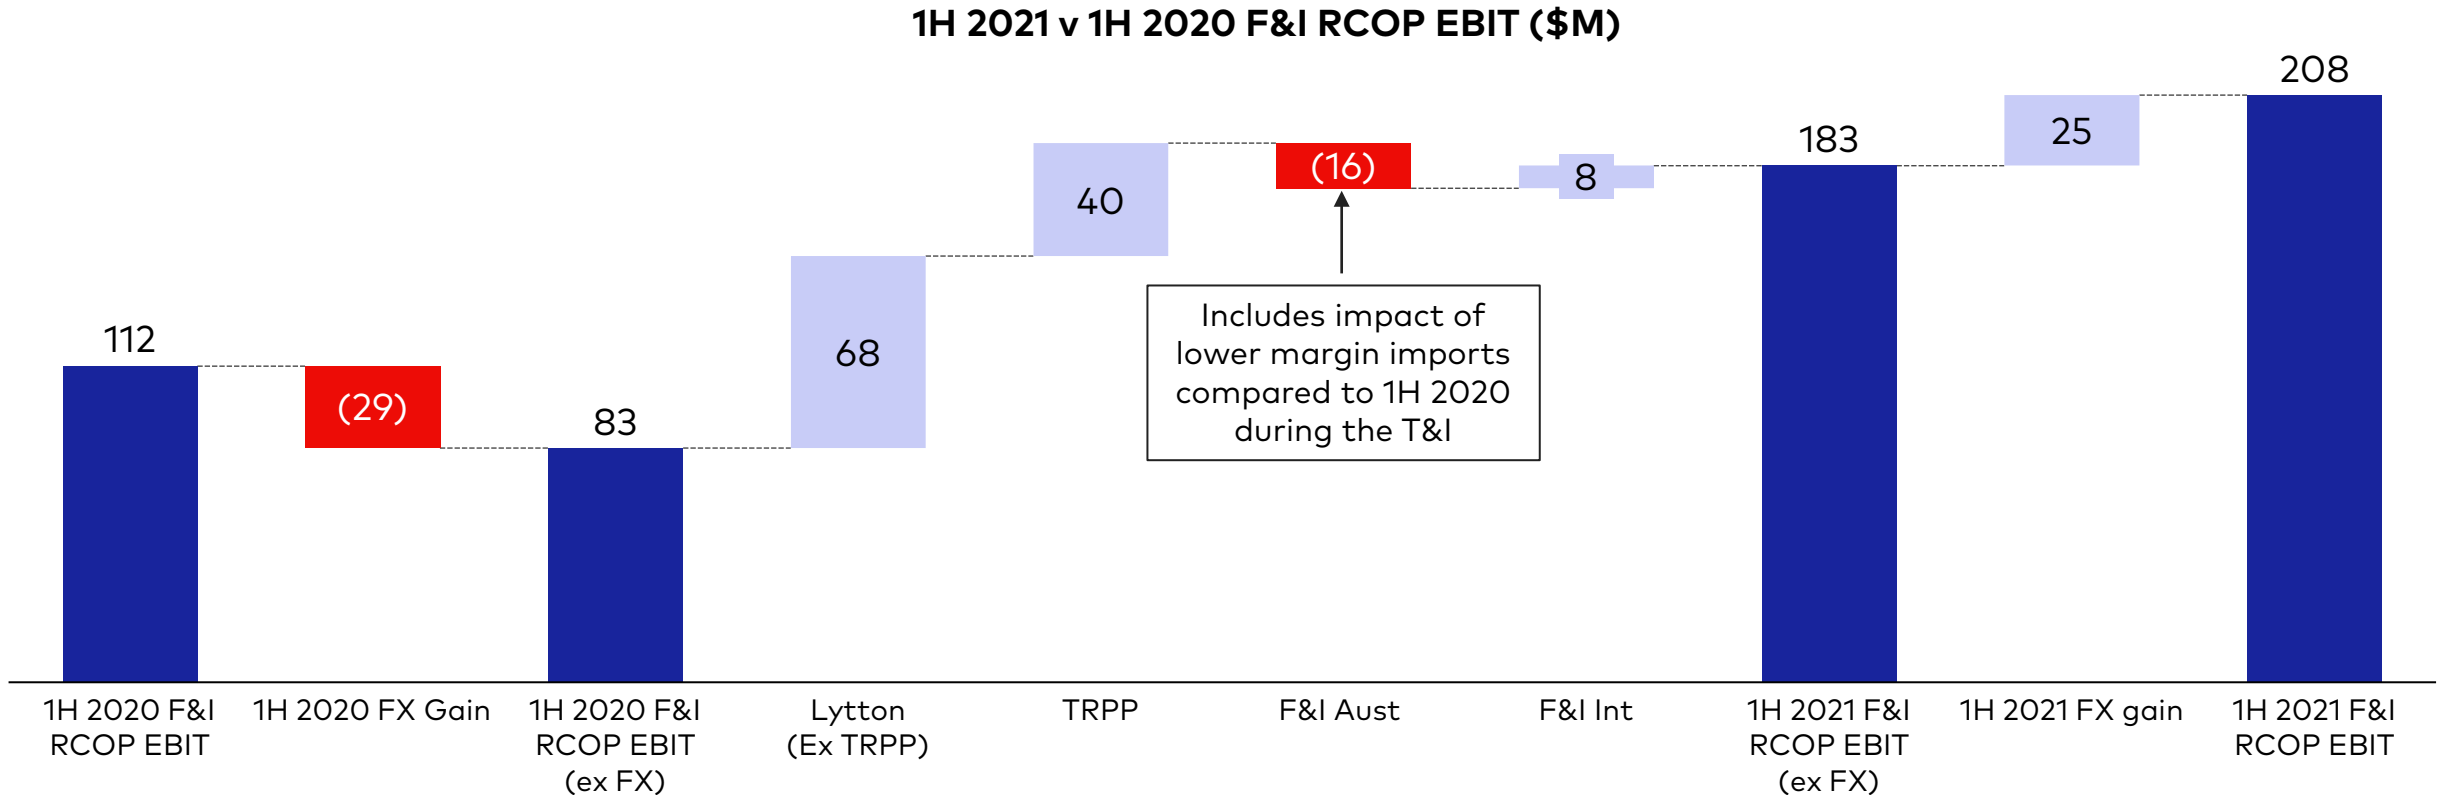 1H 2021 v 1H 2020 F&I RCOP EBIT ($M)
112
(29)
83
68
40
(16)
8
183
25
208
Includes impact of
lower margin imports
compared to 1H 2020
during the T&I
1H 2020 F&I
RCOP EBIT
1H 2020 FX Gain
1H 2020 F&I
RCOP EBIT
(ex FX)
Lytton
(Ex TRPP)
TRPP
F&I Aust
F&I Int
1H 2021 F&I
RCOP EBIT
(ex FX)
1H 2021 FX gain
1H 2021 F&I
RCOP EBIT